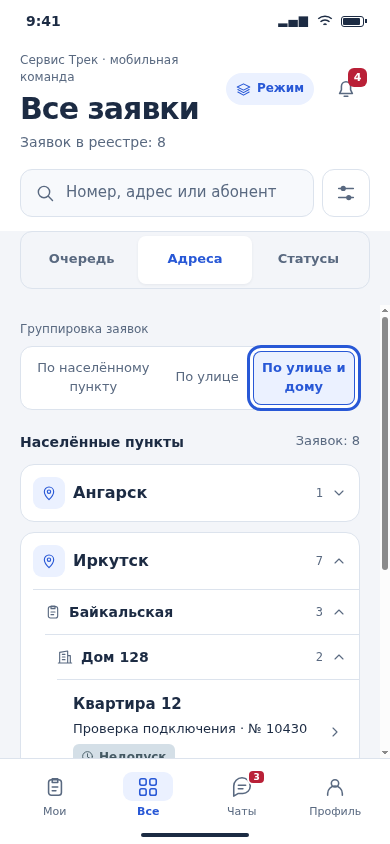 9:41
Сервис Трек · мобильная
команда
Все заявки
Режим
4
Заявок в реестре: 8
Номер, адрес или абонент
Очередь
Адреса
Статусы
Группировка заявок
По населённому
пункту
По улице
По улице и
дому
Населённые пункты
Заявок: 8
Ангарск
1
Иркутск
7
Байкальская
3
Дом 128
2
Квартира 12
Проверка подключения · № 10430
Недопуск
Мои
Все
3
Чаты
Профиль